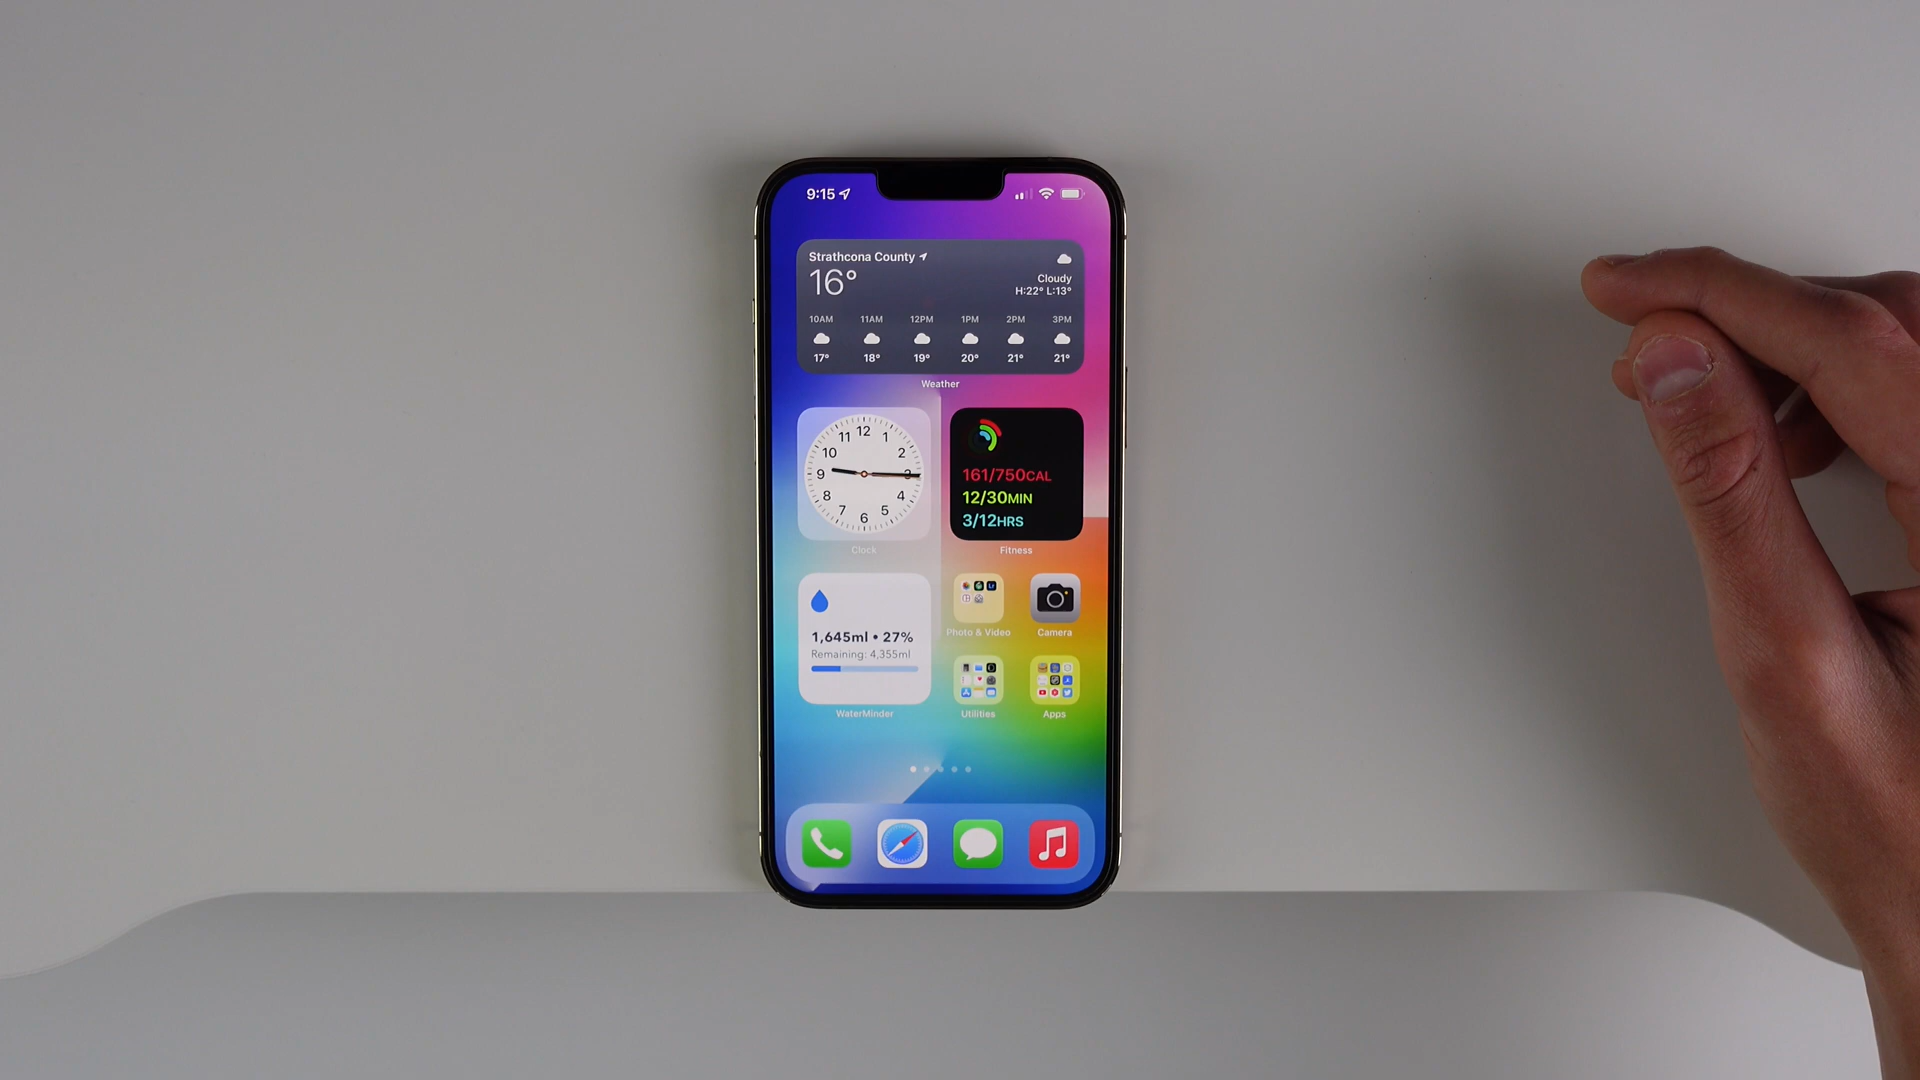 9:15
Strathcona County
16°
Cloudy
H:22° L:13°
10AM 11AM 12PM 1PM 2PM 3PM
17° 18° 19° 20° 21° 21°
Weather
12
11 1
10 2
9 3
8 4
7 5
6
Clock
161/750CAL
12/30MIN
3/12HRS
Fitness
1,645ml • 27%
Remaining: 4,355ml
WaterMinder
Photo & Video
Camera
Utilities
Apps